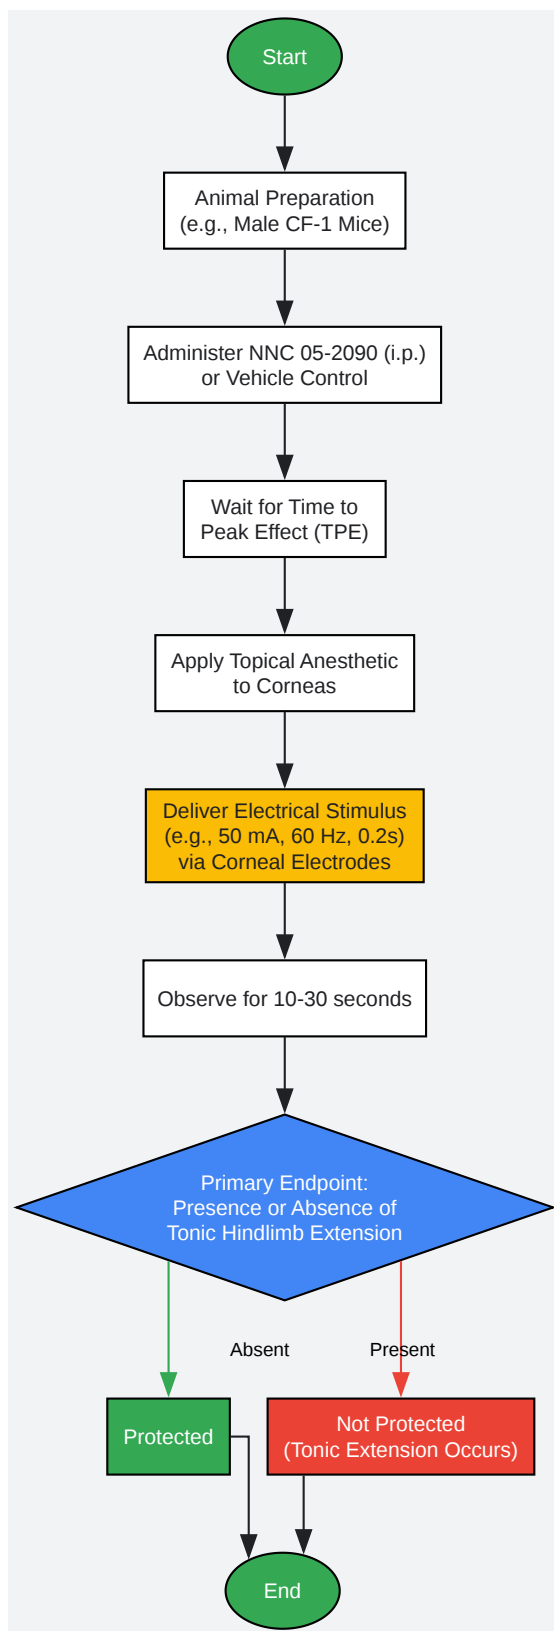 Start
Animal Preparation
(e.g., Male CF-1 Mice)
Administer NNC 05-2090 (i.p.)
or Vehicle Control
Wait for Time to
Peak Effect (TPE)
Apply Topical Anesthetic
to Corneas
Deliver Electrical Stimulus
(e.g., 50 mA, 60 Hz, 0.2s)
via Corneal Electrodes
Observe for 10-30 seconds
Primary Endpoint:
Presence or Absence of
Tonic Hindlimb Extension
Absent
Present
Protected
Not Protected
(Tonic Extension Occurs)
End